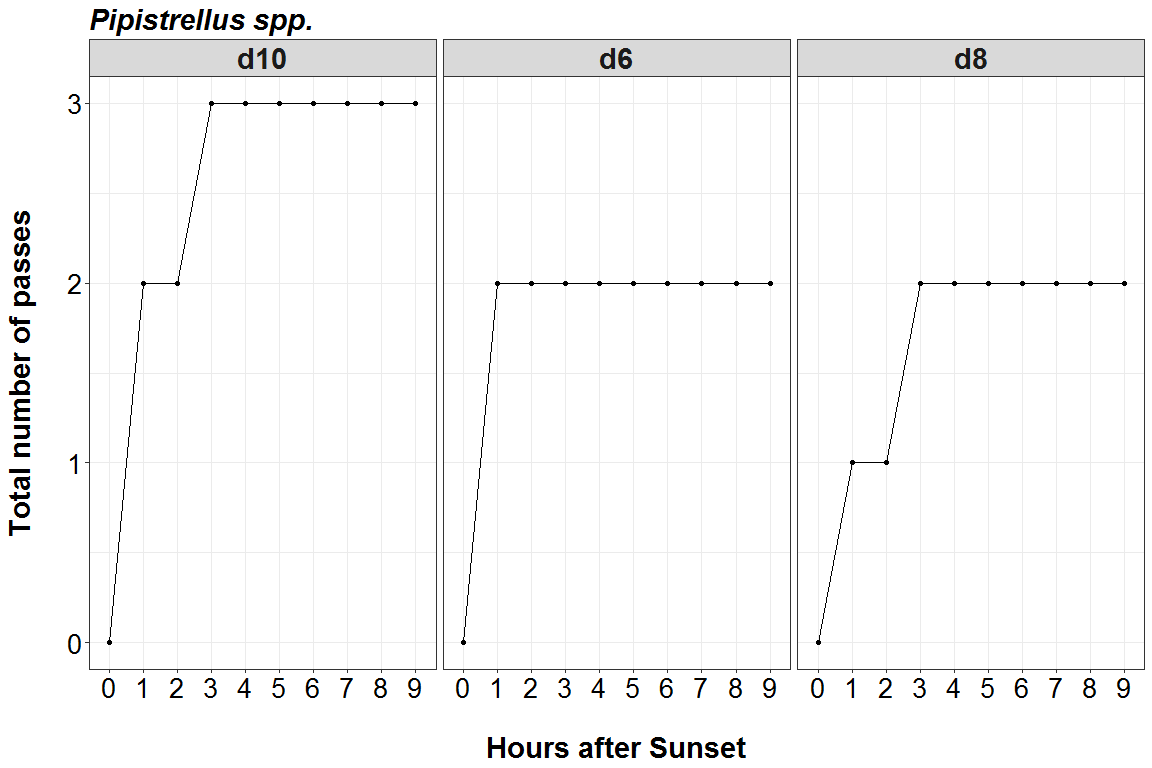 Pipistrellus spp.
d10 d6 d8
3
2
1
0
0 1 2 3 4 5 6 7 8 9 0 1 2 3 4 5 6 7 8 9 0 1 2 3 4 5 6 7 8 9
Hours after Sunset
Total number of passes